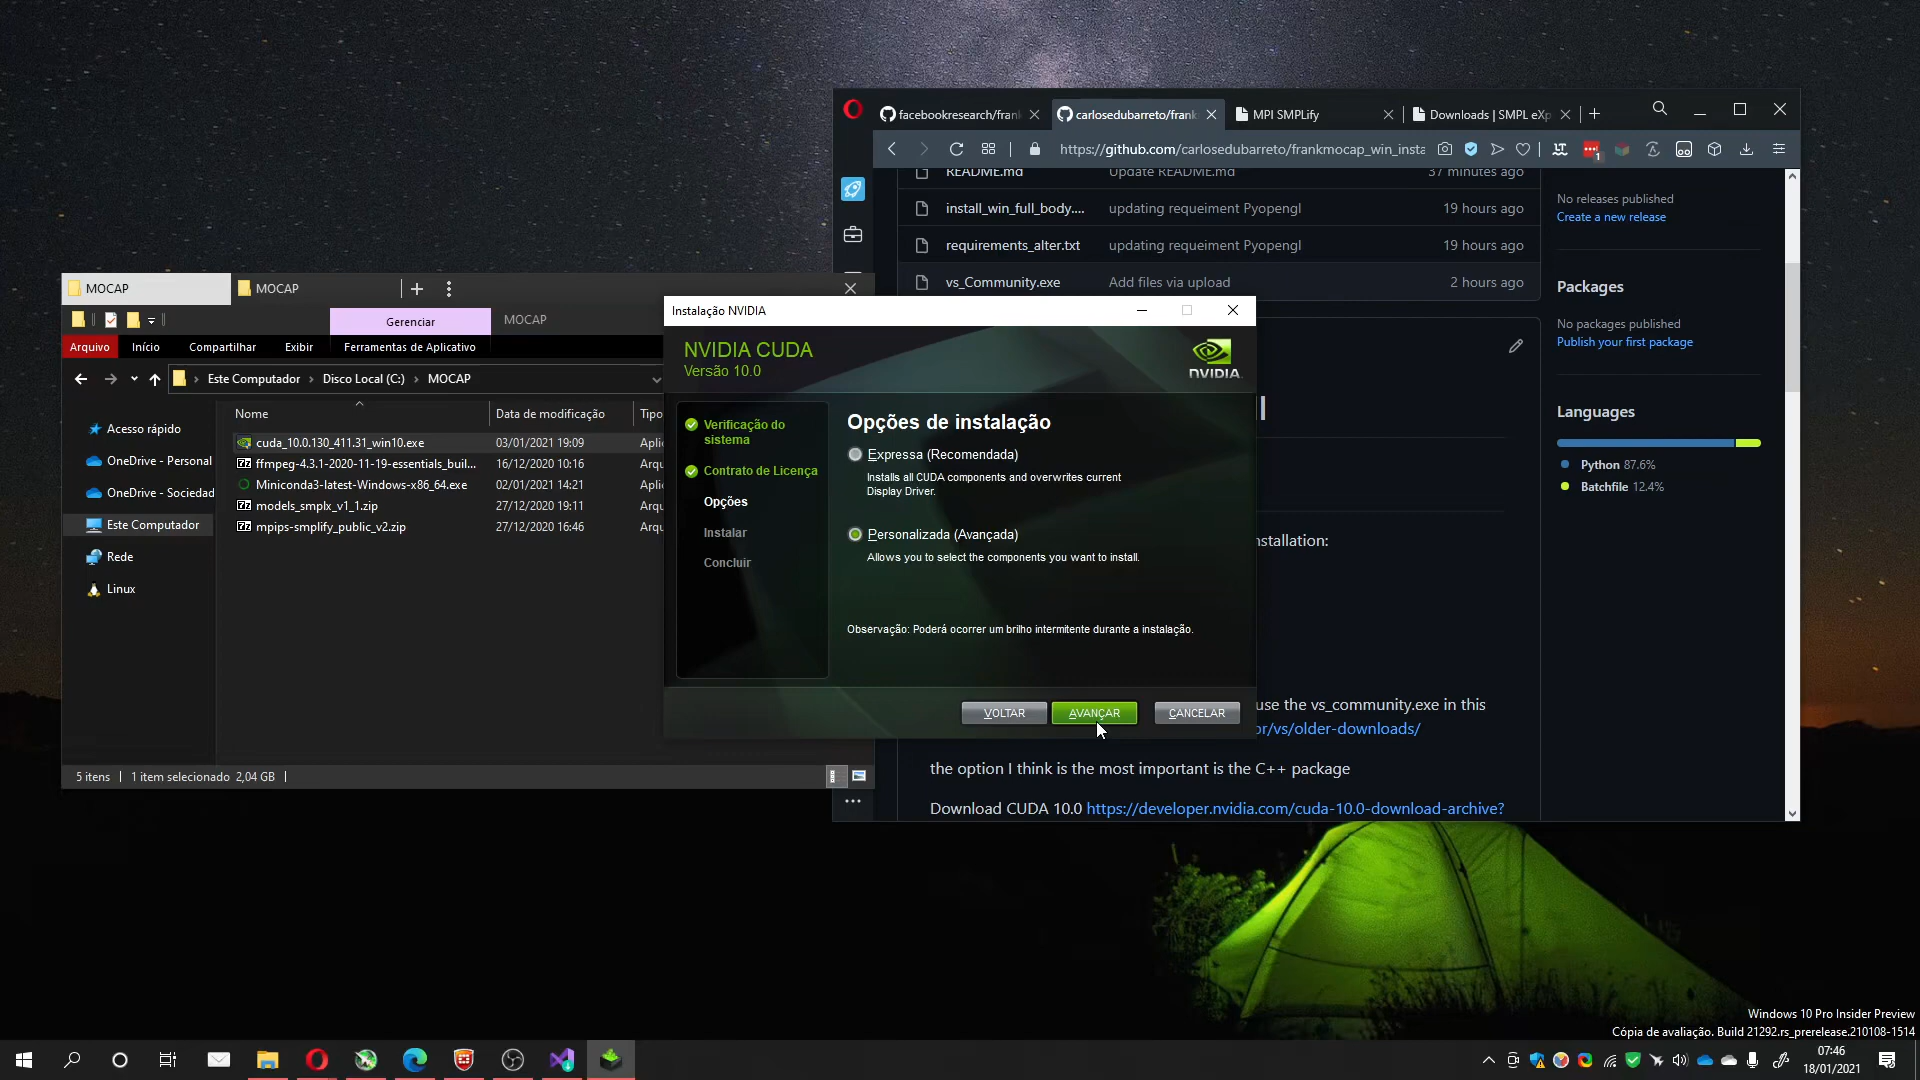 facebookresearch/fran
carlosedubarreto/frank
MPI SMPLify
Downloads | SMPL eXp
https://github.com/carlosedubarreto/frankmocap_win_insta
1
README.md Update README.md 37 minutes ago
install_win_full_body.... updating requeiment Pyopengl 19 hours ago
requirements_alter.txt updating requeiment Pyopengl 19 hours ago
vs_Community.exe Add files via upload 2 hours ago
No releases published
Create a new release
Packages
No packages published
Publish your first package
Languages
Python 87.6%
Batchfile 12.4%
nstallation:
use the vs_community.exe in this
or/vs/older-downloads/
the option I think is the most important is the C++ package
Download CUDA 10.0 https://developer.nvidia.com/cuda-10.0-download-archive?
MOCAP
MOCAP
Gerenciar
MOCAP
Arquivo
Início
Compartilhar
Exibir
Ferramentas de Aplicativo
Este Computador
Disco Local (C:)
MOCAP
Nome
Data de modificação
Tipo
Acesso rápido
OneDrive - Personal
OneDrive - Sociedad
Este Computador
Rede
Linux
cuda_10.0.130_411.31_win10.exe 03/01/2021 19:09 Aplic
ffmpeg-4.3.1-2020-11-19-essentials_buil... 16/12/2020 10:16 Arqu
Miniconda3-latest-Windows-x86_64.exe 02/01/2021 14:21 Aplic
models_smplx_v1_1.zip 27/12/2020 19:11 Arqu
mpips-smplify_public_v2.zip 27/12/2020 16:46 Arqu
5 itens
1 item selecionado 2,04 GB
Instalação NVIDIA
NVIDIA CUDA
Versão 10.0
NVIDIA.
Verificação do
sistema
Contrato de Licença
Opções
Instalar
Concluir
Opções de instalação
Expressa (Recomendada)
Installs all CUDA components and overwrites current
Display Driver.
Personalizada (Avançada)
Allows you to select the components you want to install.
Observação: Poderá ocorrer um brilho intermitente durante a instalação.
VOLTAR
AVANÇAR
CANCELAR
Windows 10 Pro Insider Preview
Cópia de avaliação. Build 21292.rs_prerelease.210108-1514
07:46
18/01/2021